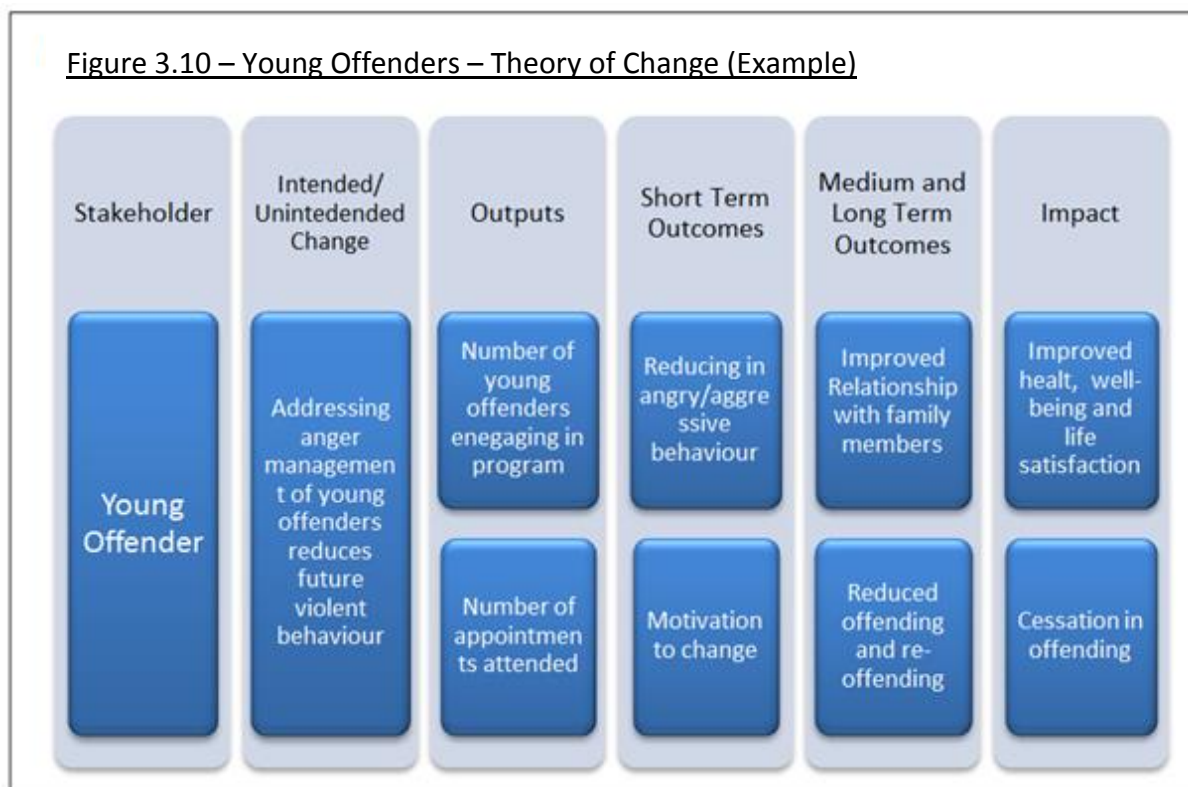 Figure 3.10 – Young Offenders – Theory of Change (Example)
Stakeholder
Intended/
Unintedended
Change
Outputs
Short Term
Outcomes
Medium and
Long Term
Outcomes
Impact
Young
Offender
Addressing
anger
managemen
t of young
offenders
reduces
future
violent
behaviour
Number of
young
offenders
enegaging in
program
Number of
appointmen
ts attended
Reducing in
angry/aggre
ssive
behaviour
Motivation
to change
Improved
Relationship
with family
members
Reduced
offending
and re-
offending
Improved
healt, well-
being and
life
satisfaction
Cessation in
offending